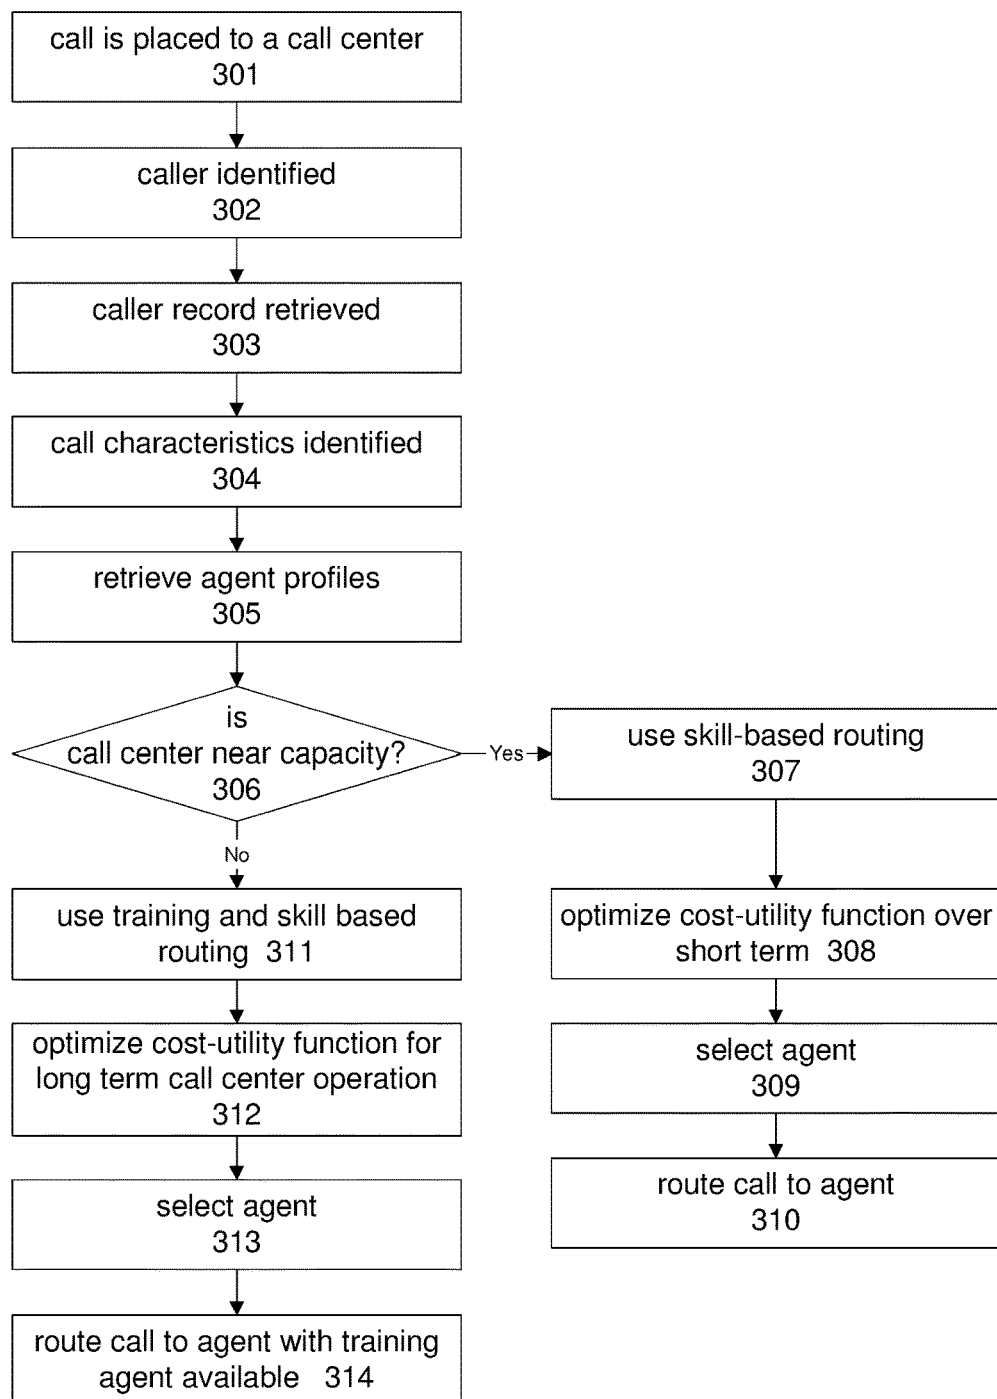 call is placed to a call center
301
caller identified
302
caller record retrieved
303
call characteristics identified
304
retrieve agent profiles
305
is
call center near capacity?
306
Yes
use skill-based routing
307
No
use training and skill based
routing 311
optimize cost-utility function over
short term 308
optimize cost-utility function for
long term call center operation
312
select agent
309
select agent
313
route call to agent
310
route call to agent with training
agent available 314